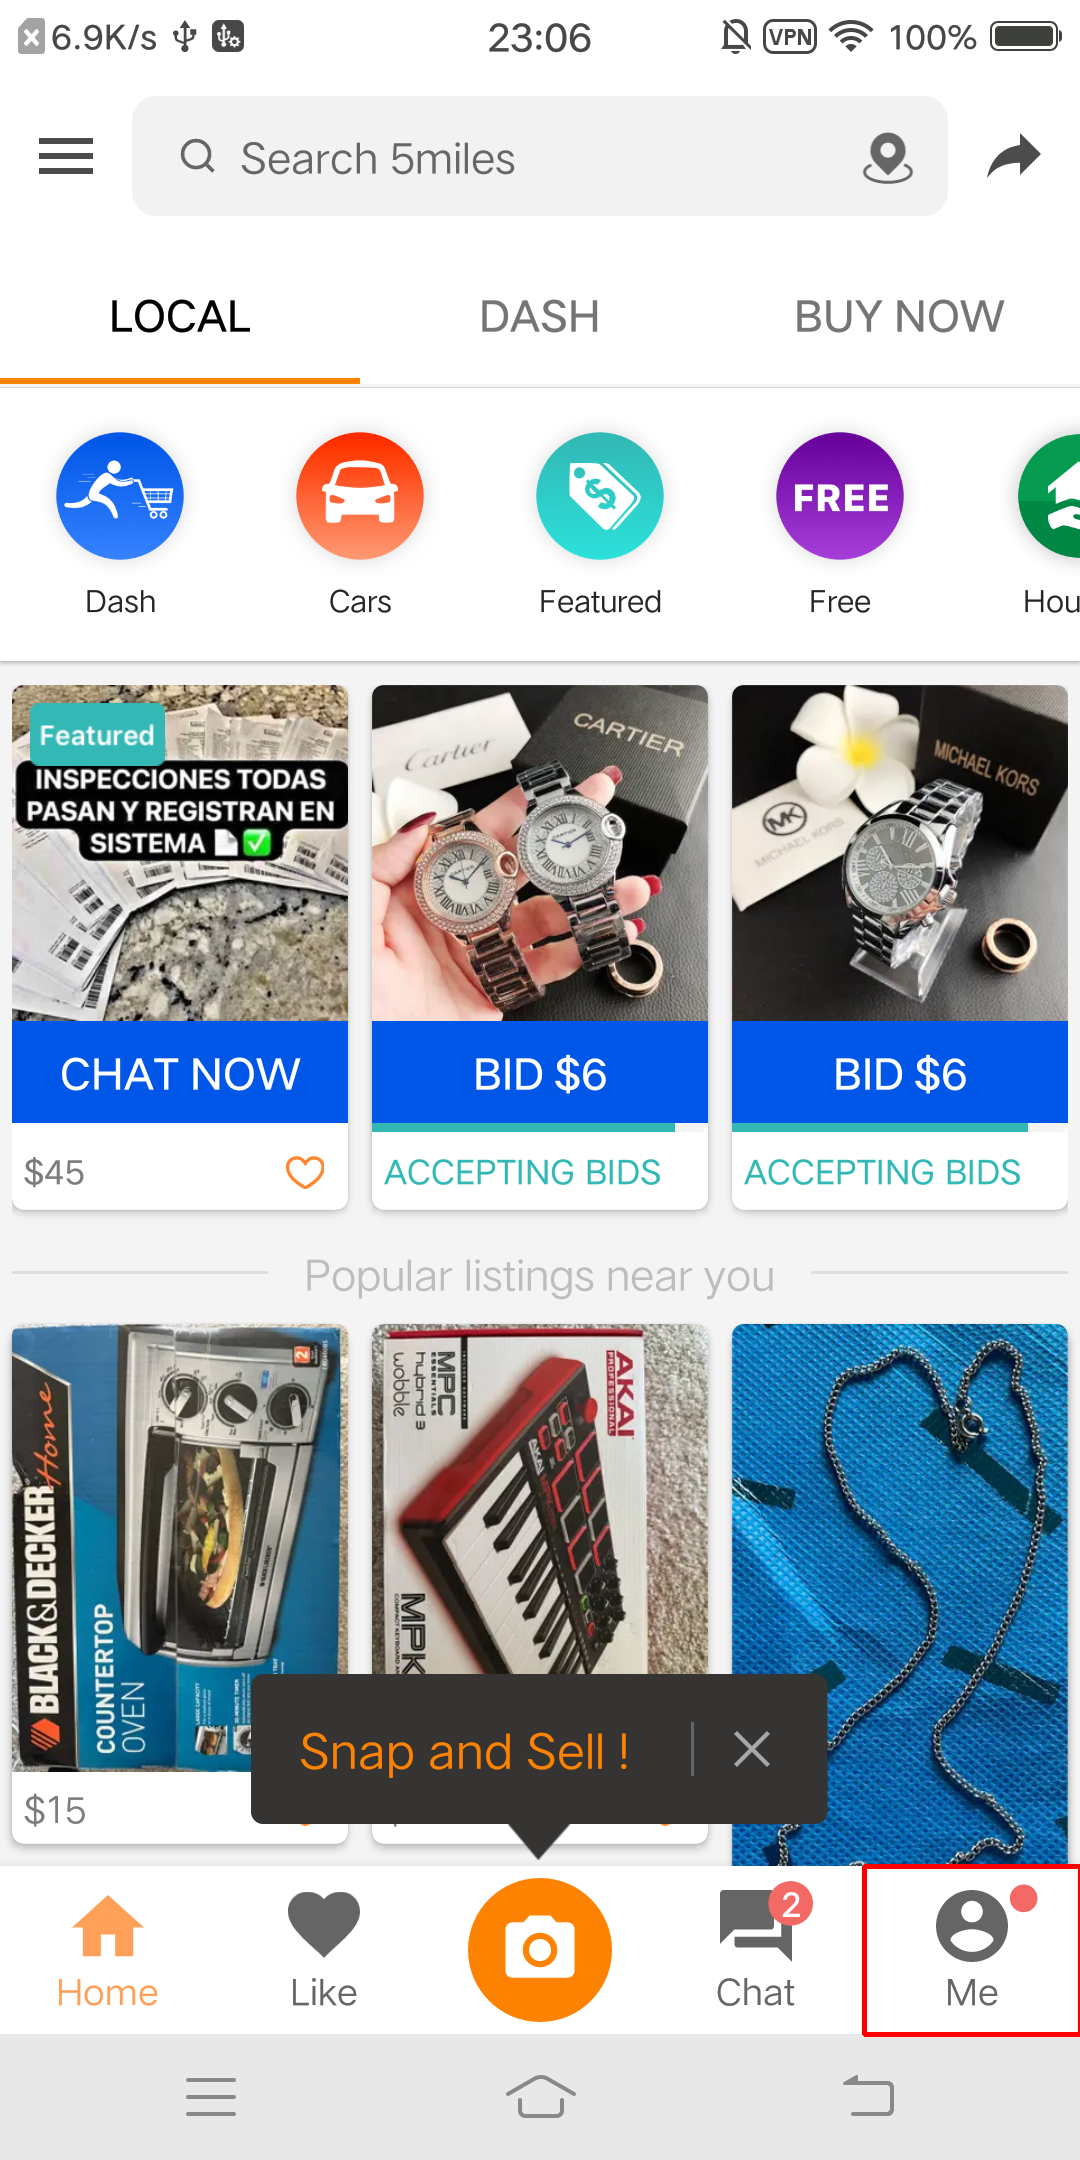 6.9K/s
23:06
VPN
100%
Search 5miles
LOCAL
DASH
BUY NOW
FREE
Dash
Cars
Featured
Free
Hou
Featured
INSPECCIONES TODAS
PASAN Y REGISTRAN EN
SISTEMA
Cartier
CARTIER
MICHAEL KORS
MK
MICHAEL KORS
CHAT NOW
BID $6
BID $6
$45
ACCEPTING BIDS
ACCEPTING BIDS
Popular listings near you
BLACK&DECKER
Home
COUNTERTOP
OVEN
AKAI
PROFESSIONAL
MPC
ESSENTIALS
hybrid 3
wobble
AKAI
MPK
Snap and Sell !
$15
2
Home
Like
Chat
Me